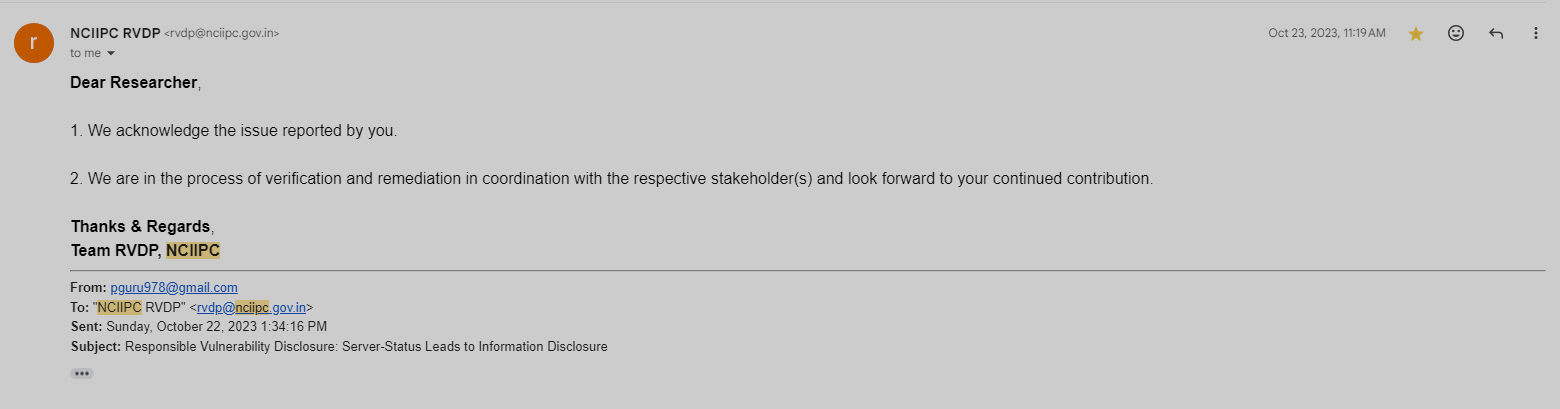 r
NCIIPC RVDP <rvdp@nciipc.gov.in>
Oct 23, 2023, 11:19 AM
to me
Dear Researcher,
1. We acknowledge the issue reported by you.
2. We are in the process of verification and remediation in coordination with the respective stakeholder(s) and look forward to your continued contribution.
Thanks & Regards,
Team RVDP, NCIIPC
From: pguru978@gmail.com
To: "NCIIPC RVDP" <rvdp@nciipc.gov.in>
Sent: Sunday, October 22, 2023 1:34:16 PM
Subject: Responsible Vulnerability Disclosure: Server-Status Leads to Information Disclosure